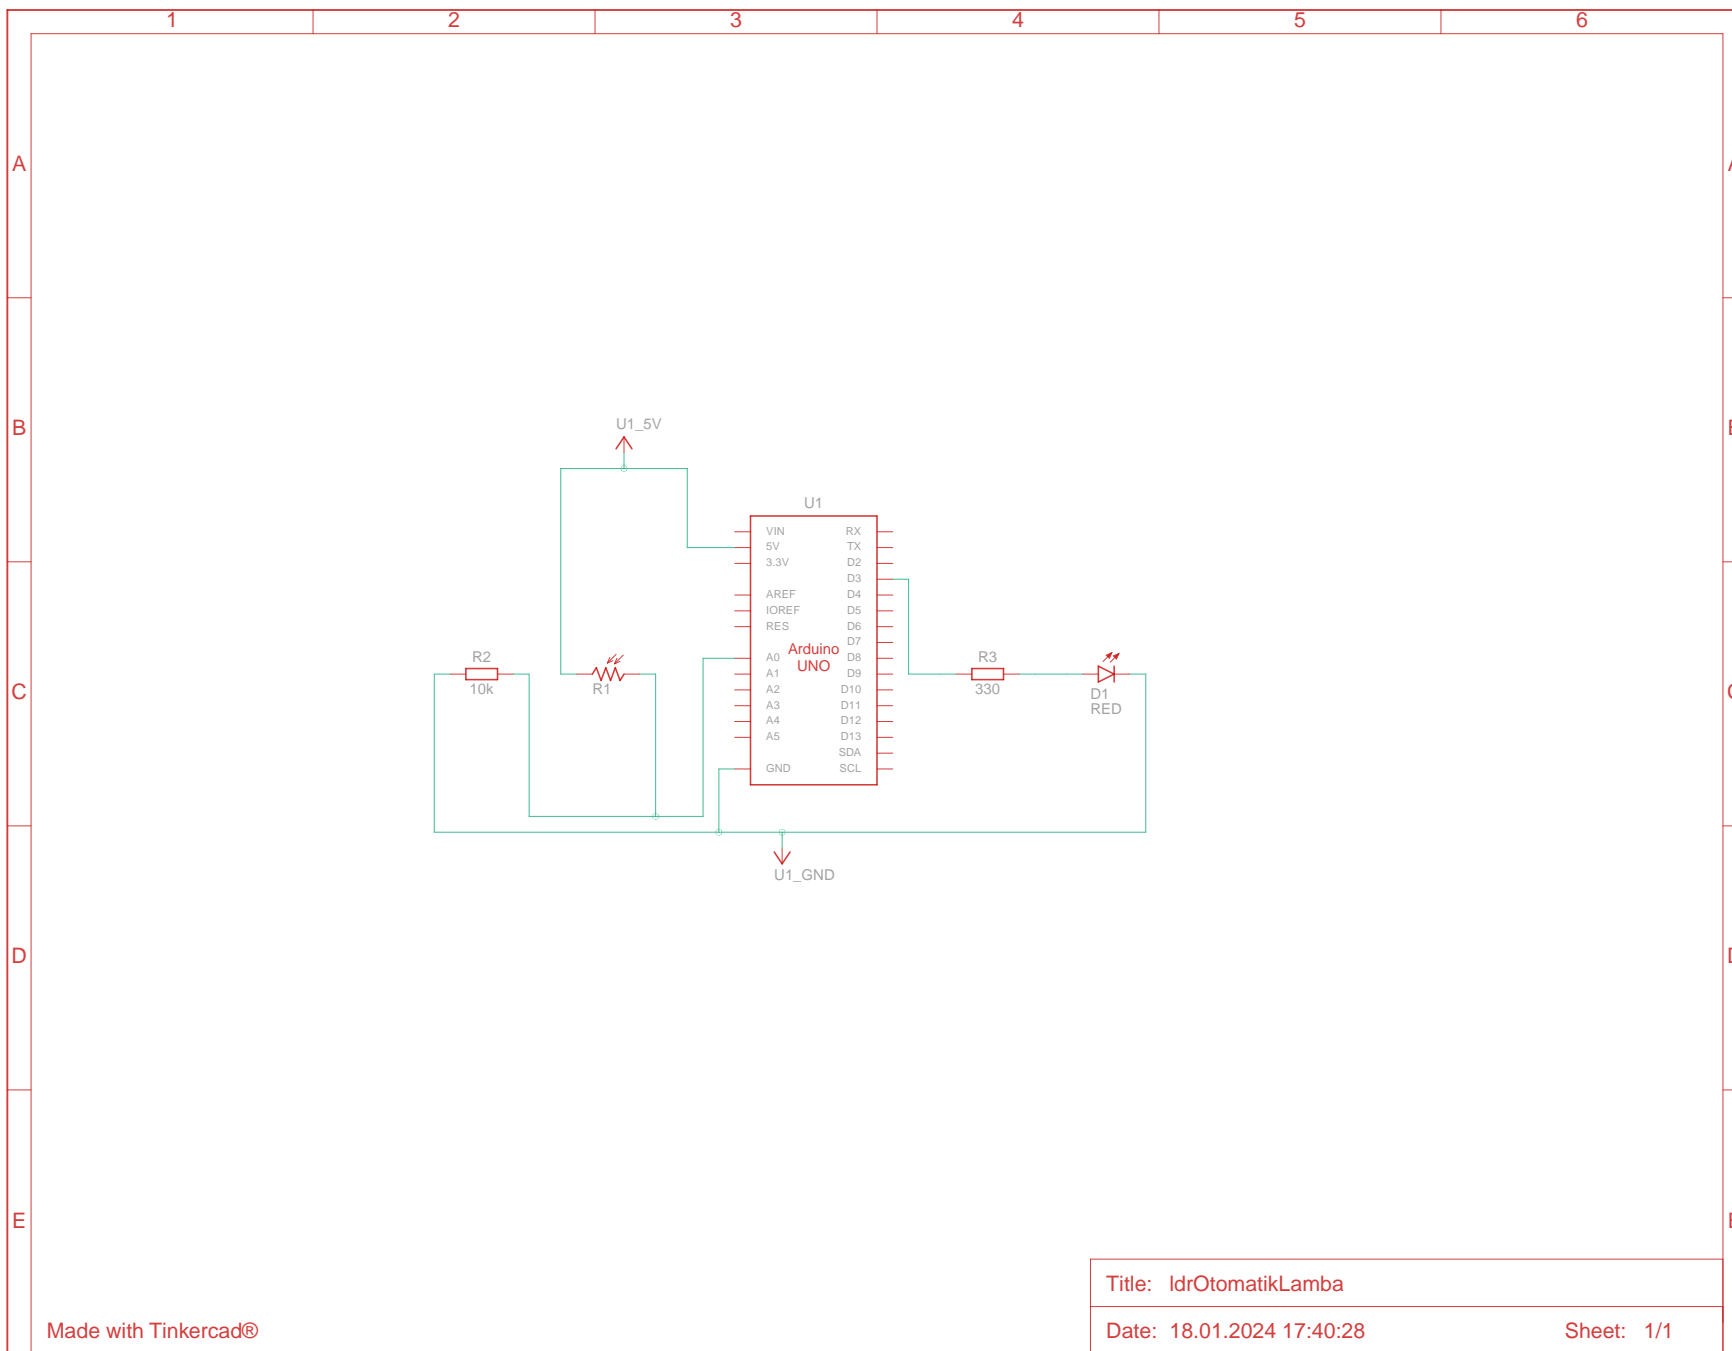 1 2 3 4 5 6
A
B
C
D
E
U1_5V
U1
VIN RX
5V TX
3.3V D2
D3
AREF D4
IOREF D5
RES D6
D7
A0 D8
A1 D9
A2 D10
A3 D11
A4 D12
A5 D13
SDA
GND SCL
Arduino
UNO
R2
10k
R1
R3
330
D1
RED
U1_GND
Title: ldrOtomatikLamba
Date: 18.01.2024 17:40:28 Sheet: 1/1
Made with Tinkercad®